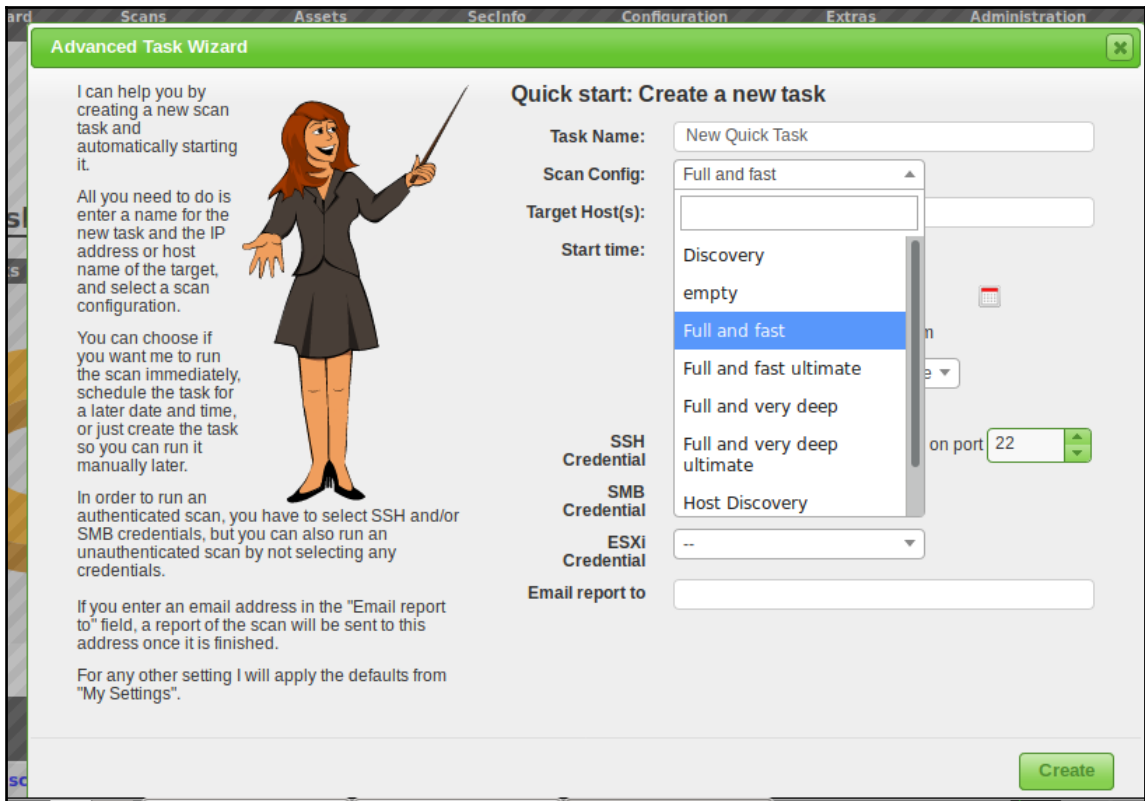 ard Scans Assets SecInfo Configuration Extras Administration
Advanced Task Wizard
I can help you by
creating a new scan
task and
automatically starting
it.
All you need to do is
enter a name for the
new task and the IP
address or host
name of the target,
and select a scan
configuration.
You can choose if
you want me to run
the scan immediately,
schedule the task for
a later date and time,
or just create the task
so you can run it
manually later.
In order to run an
authenticated scan, you have to select SSH and/or
SMB credentials, but you can also run an
unauthenticated scan by not selecting any
credentials.
If you enter an email address in the "Email report
to" field, a report of the scan will be sent to this
address once it is finished.
For any other setting I will apply the defaults from
"My Settings".
Quick start: Create a new task
Task Name: New Quick Task
Scan Config: Full and fast
Target Host(s):
Start time:
Discovery
empty
Full and fast
Full and fast ultimate
Full and very deep
Full and very deep
ultimate
Host Discovery
SSH
Credential
on port 22
SMB
Credential
ESXi
Credential
--
Email report to
Create